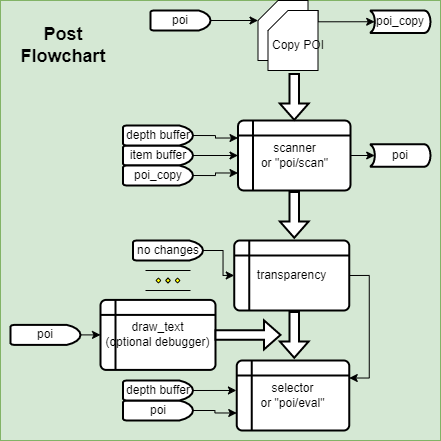 Post
Flowchart
poi
Copy POI
poi_copy
depth buffer
item buffer
poi_copy
scanner
or "poi/scan"
poi
no changes
transparency
poi
draw_text
(optional debugger)
depth buffer
poi
selector
or "poi/eval"